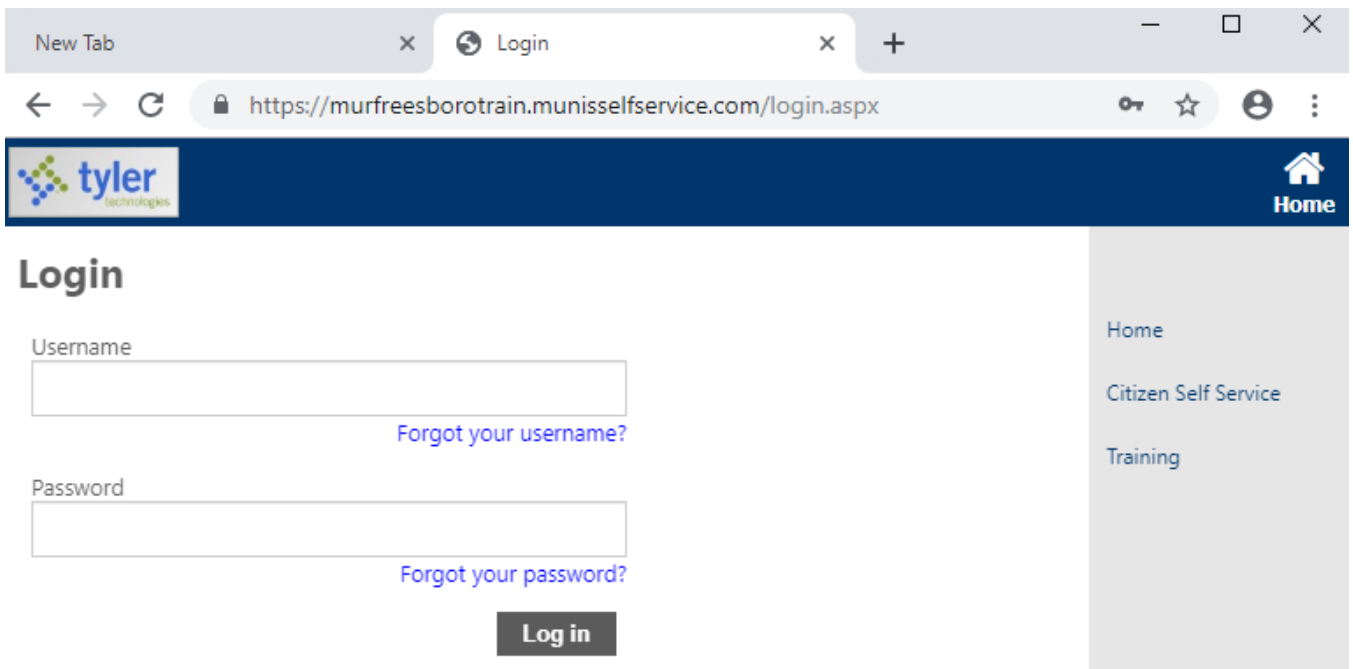 New Tab
Login
https://murfreesborotrain.munisselfservice.com/login.aspx
tyler
technologies
Home
Login
Username
Forgot your username?
Password
Forgot your password?
Log in
Home
Citizen Self Service
Training